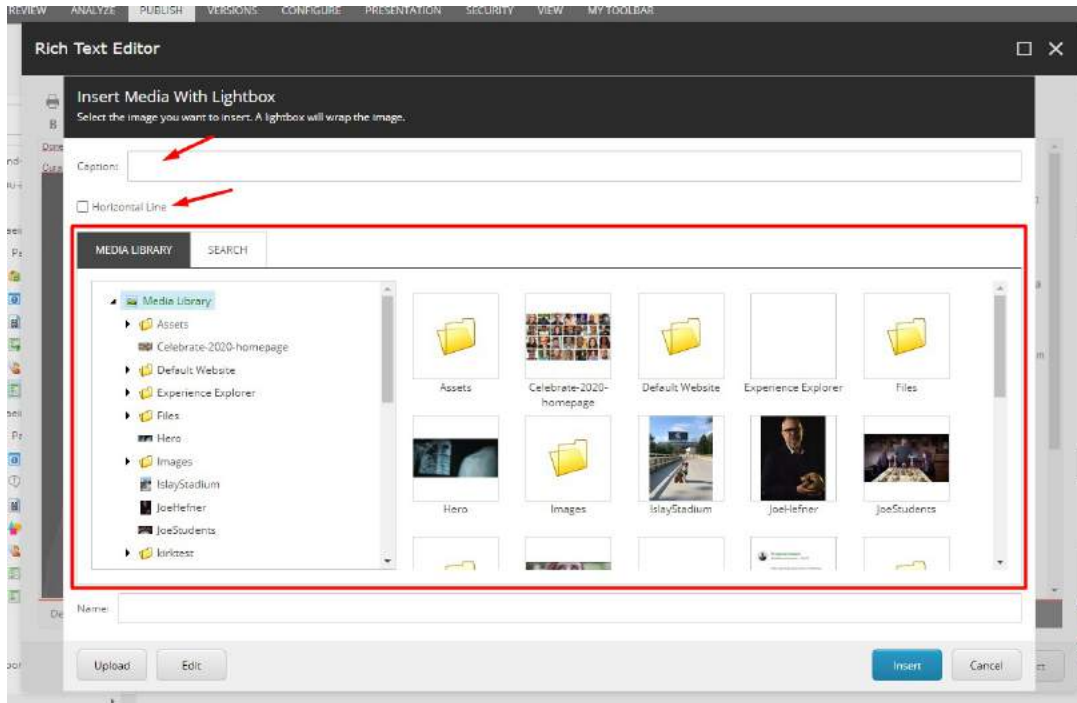 REVIEW ANALYZE PUBLISH VERSIONS CONFIGURE PRESENTATION SECURITY VIEW MY TOOLBAR
Rich Text Editor
Insert Media With Lightbox
Select the image you want to insert. A lightbox will wrap the image.
B
Done
Caption:
Horizontal Line
MEDIA LIBRARY SEARCH
Media Library
Assets
Celebrate-2020-homepage
Default Website
Experience Explorer
Files
Hero
Images
IslayStadium
JoeHefner
JoeStudents
kirktest
Assets
Celebrate-2020-
homepage
Default Website
Experience Explorer
Files
Hero
Images
IslayStadium
JoeHefner
JoeStudents
De
Name:
Upload Edit Insert Cancel